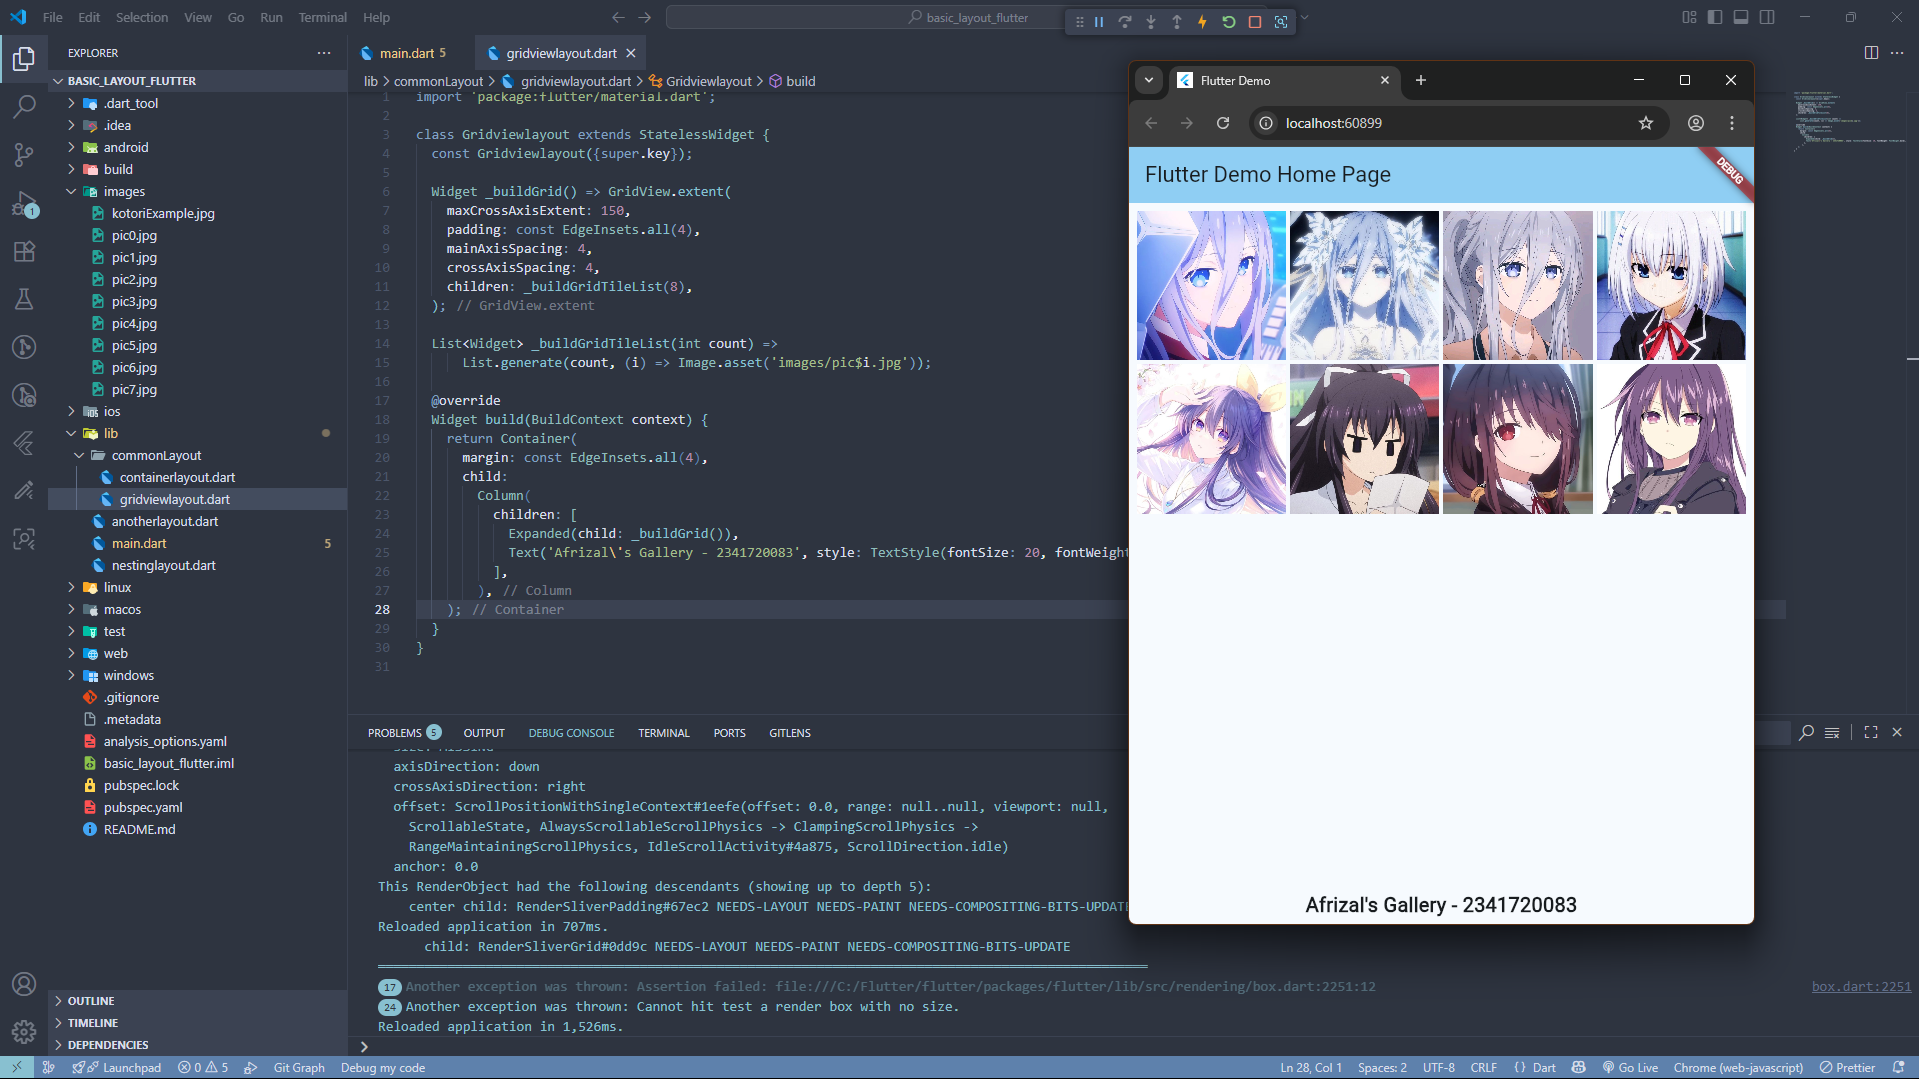 File Edit Selection View Go Run Terminal Help
basic_layout_flutter
EXPLORER
BASIC_LAYOUT_FLUTTER
.dart_tool
.idea
android
build
images
kotoriExample.jpg
pic0.jpg
pic1.jpg
pic2.jpg
pic3.jpg
pic4.jpg
pic5.jpg
pic6.jpg
pic7.jpg
ios
lib
commonLayout
containerlayout.dart
gridviewlayout.dart
anotherlayout.dart
main.dart 5
nestinglayout.dart
linux
macos
test
web
windows
.gitignore
.metadata
analysis_options.yaml
basic_layout_flutter.iml
pubspec.lock
pubspec.yaml
README.md
OUTLINE
TIMELINE
DEPENDENCIES
1
main.dart 5 gridviewlayout.dart
lib > commonLayout > gridviewlayout.dart > Gridviewlayout > build
1 import 'package:flutter/material.dart';
2
3 class Gridviewlayout extends StatelessWidget {
4 const Gridviewlayout({super.key});
5
6 Widget _buildGrid() => GridView.extent(
7 maxCrossAxisExtent: 150,
8 padding: const EdgeInsets.all(4),
9 mainAxisSpacing: 4,
10 crossAxisSpacing: 4,
11 children: _buildGridTileList(8),
12 ); // GridView.extent
13
14 List<Widget> _buildGridTileList(int count) =>
15 List.generate(count, (i) => Image.asset('images/pic$i.jpg'));
16
17 @override
18 Widget build(BuildContext context) {
19 return Container(
20 margin: const EdgeInsets.all(4),
21 child:
22 Column(
23 children: [
24 Expanded(child: _buildGrid()),
25 Text('Afrizal\'s Gallery - 2341720083', style: TextStyle(fontSize: 20, fontWeight
26 ],
27 ), // Column
28 ); // Container
29 }
30 }
31
PROBLEMS 5 OUTPUT DEBUG CONSOLE TERMINAL PORTS GITLENS
size: MISSING
axisDirection: down
crossAxisDirection: right
offset: ScrollPositionWithSingleContext#1eefe(offset: 0.0, range: null..null, viewport: null,
ScrollableState, AlwaysScrollableScrollPhysics -> ClampingScrollPhysics ->
RangeMaintainingScrollPhysics, IdleScrollActivity#4a875, ScrollDirection.idle)
anchor: 0.0
This RenderObject had the following descendants (showing up to depth 5):
center child: RenderSliverPadding#67ec2 NEEDS-LAYOUT NEEDS-PAINT NEEDS-COMPOSITING-BITS-UPDATE
Reloaded application in 707ms.
child: RenderSliverGrid#0dd9c NEEDS-LAYOUT NEEDS-PAINT NEEDS-COMPOSITING-BITS-UPDATE
17 Another exception was thrown: Assertion failed: file:///C:/Flutter/flutter/packages/flutter/lib/src/rendering/box.dart:2251:12 box.dart:2251
24 Another exception was thrown: Cannot hit test a render box with no size.
Reloaded application in 1,526ms.
Flutter Demo
localhost:60899
Flutter Demo Home Page
DEBUG
Afrizal's Gallery - 2341720083
Launchpad 0 5 Git Graph Debug my code Ln 28, Col 1 Spaces: 2 UTF-8 CRLF {} Dart Go Live Chrome (web-javascript) Prettier